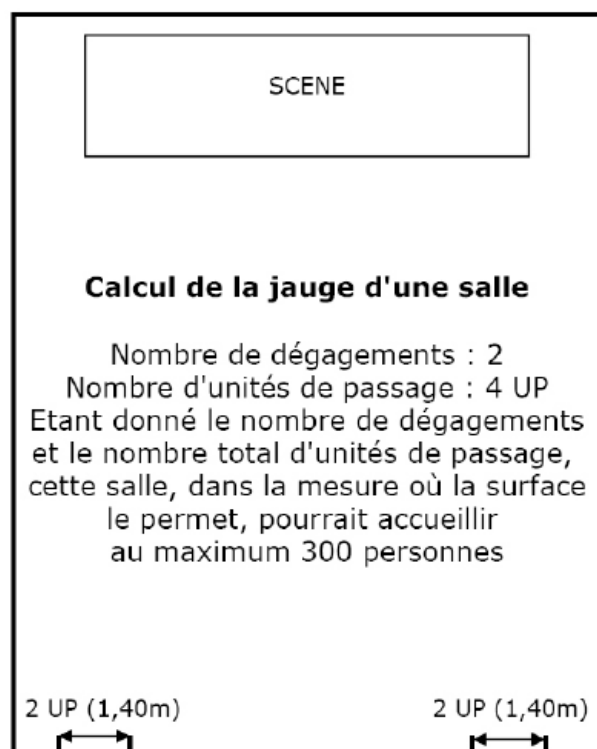 SCENE
Calcul de la jauge d'une salle
Nombre de dégagements : 2
Nombre d'unités de passage : 4 UP
Etant donné le nombre de dégagements
et le nombre total d'unités de passage,
cette salle, dans la mesure où la surface
le permet, pourrait accueillir
au maximum 300 personnes
2 UP (1,40m) 2 UP (1,40m)